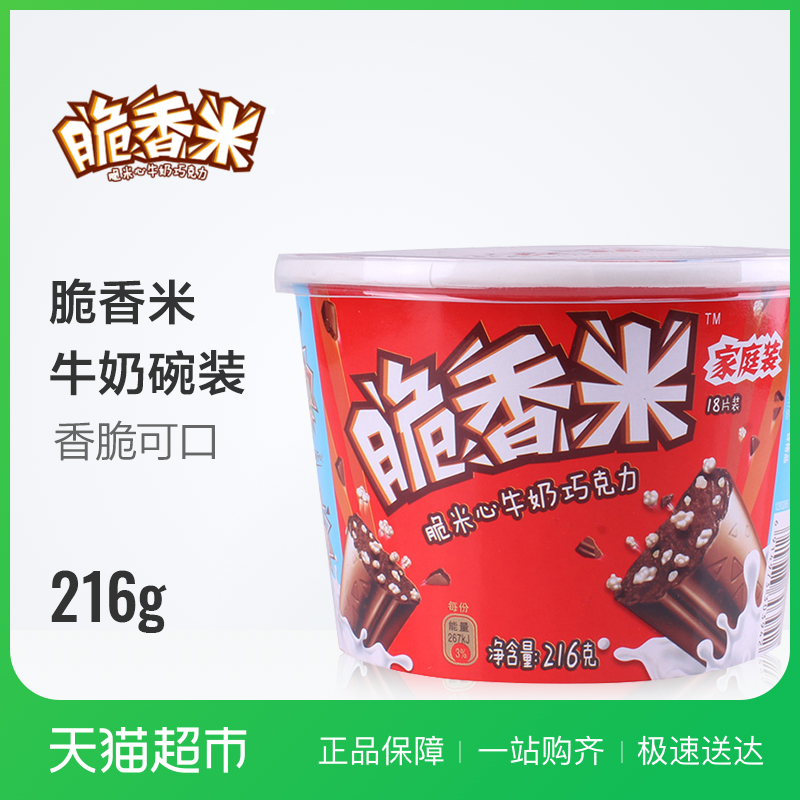 脆香米
脆米心牛奶巧克力
脆香米
牛奶碗装
香脆可口
216g
脆香米
TM
家庭装
18片装
脆米心牛奶巧克力
每份
能量
267kJ
3%
净含量:216克
天猫超市
正品保障 | 一站购齐 | 极速送达